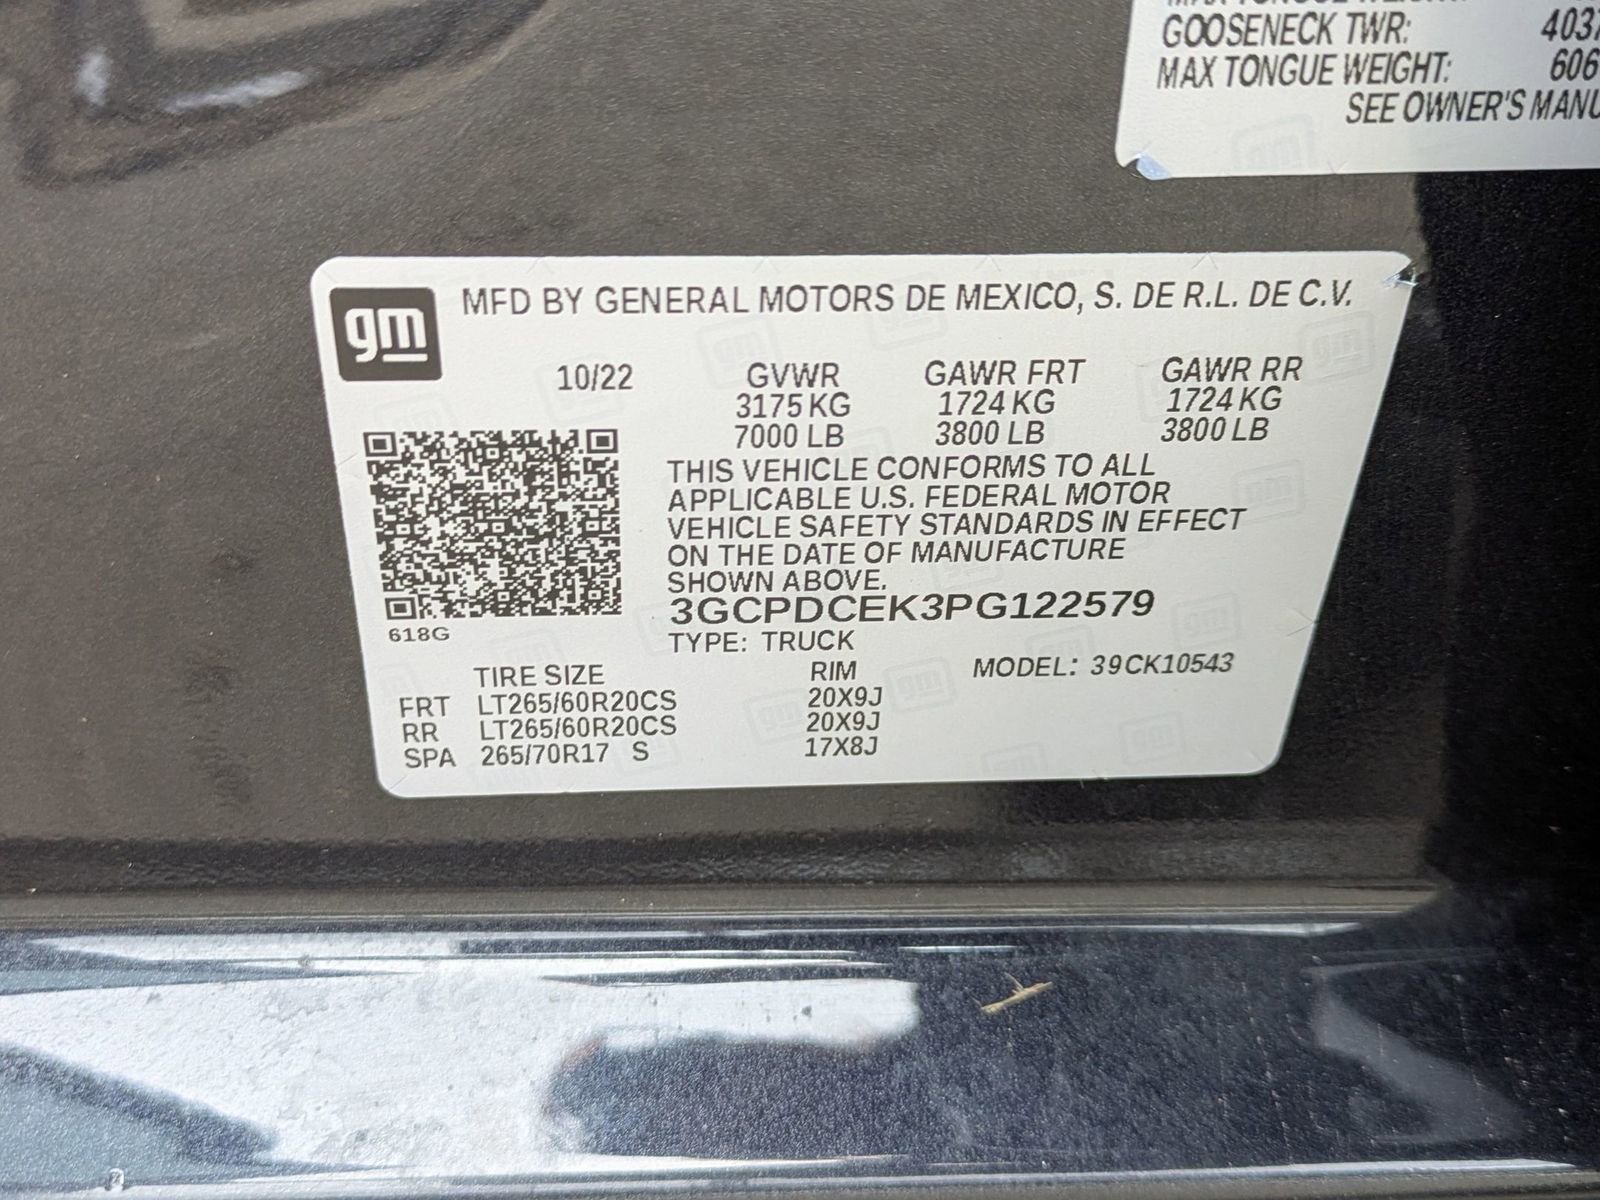 GOOSENECK TWR:
MAX TONGUE WEIGHT:
SEE OWNER'S
gm
MFD BY GENERAL MOTORS DE MEXICO, S. DE R.L. DE C.V.
10/22 GVWR GAWR FRT GAWR RR
3175 KG 1724 KG 1724 KG
7000 LB 3800 LB 3800 LB
THIS VEHICLE CONFORMS TO ALL
APPLICABLE U.S. FEDERAL MOTOR
VEHICLE SAFETY STANDARDS IN EFFECT
ON THE DATE OF MANUFACTURE
SHOWN ABOVE.
3GCPDCEK3PG122579
618G
TYPE: TRUCK
TIRE SIZE RIM MODEL: 39CK10543
FRT LT265/60R20CS 20X9J
RR LT265/60R20CS 20X9J
SPA 265/70R17 S 17X8J